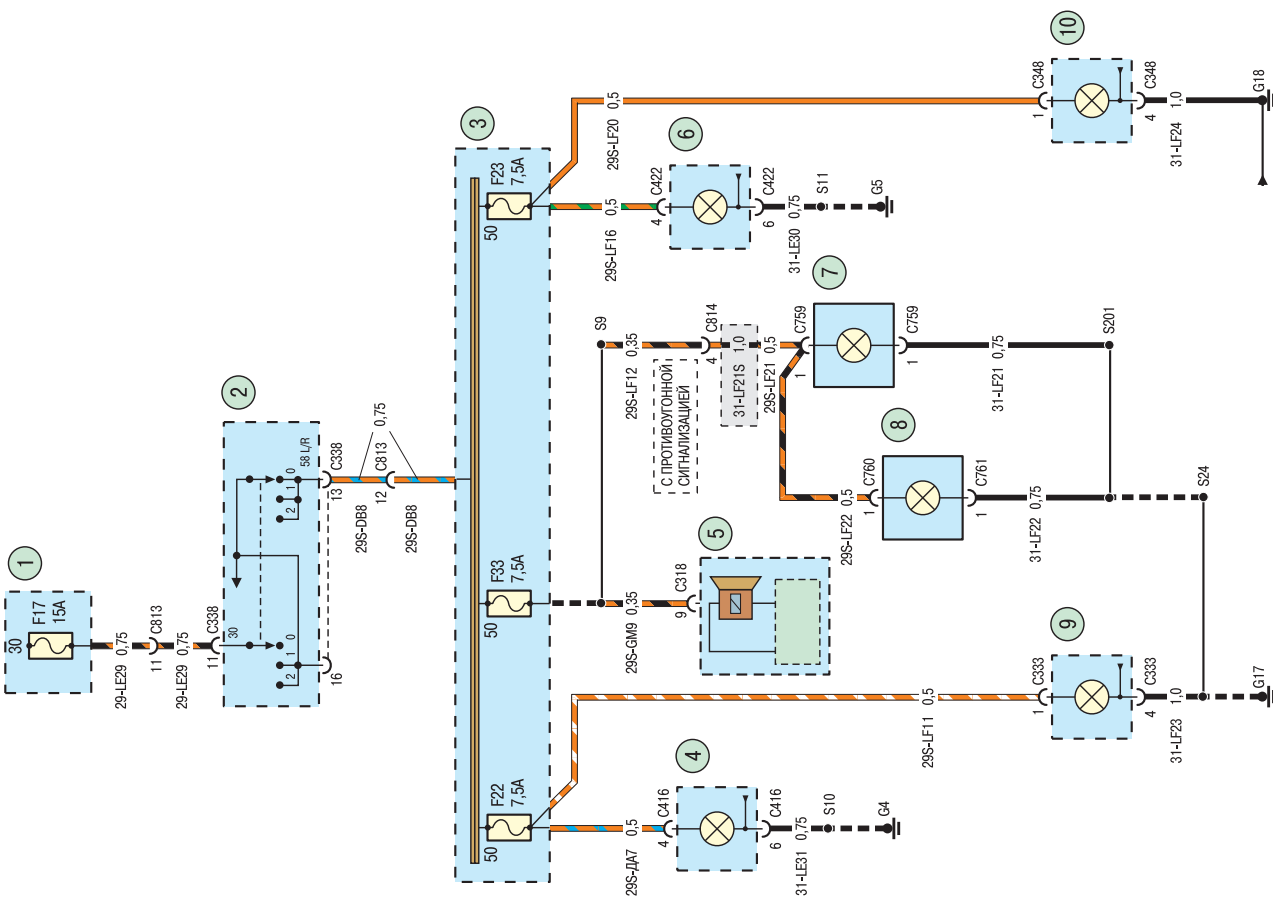 1
30
F17
15A
29-LE29 0,75
11 C813
29-LE29 0,75
11 C338
2
30
2 1 0
2 1 0
58 L/R
16
13 C338
29S-DB8
0,75
12 C813
29S-DB8
3
50
F22
7,5A
50
F33
7,5A
50
F23
7,5A
29S-ДА7 0,5
4 C416
4
6 C416
31-LE31 0,75
S10
G4
29S-LF11 0,5
1 C333
9
4 C333
31-LF23 1,0
G17
29S-GM9 0,35
9 C318
5
S9
29S-LF12 0,35
4 C814
С ПРОТИВОУГОННОЙ
СИГНАЛИЗАЦИЕЙ
31-LF21S 1,0
29S-LF21 0,5
1 C759
7
1 C759
31-LF21 0,75
S201
29S-LF22 0,5
1 C760
8
1 C761
31-LF22 0,75
S24
29S-LF16 0,5
4 C422
6
6 C422
31-LE30 0,75
S11
G5
29S-LF20 0,5
1 C348
10
4 C348
31-LF24 1,0
G18